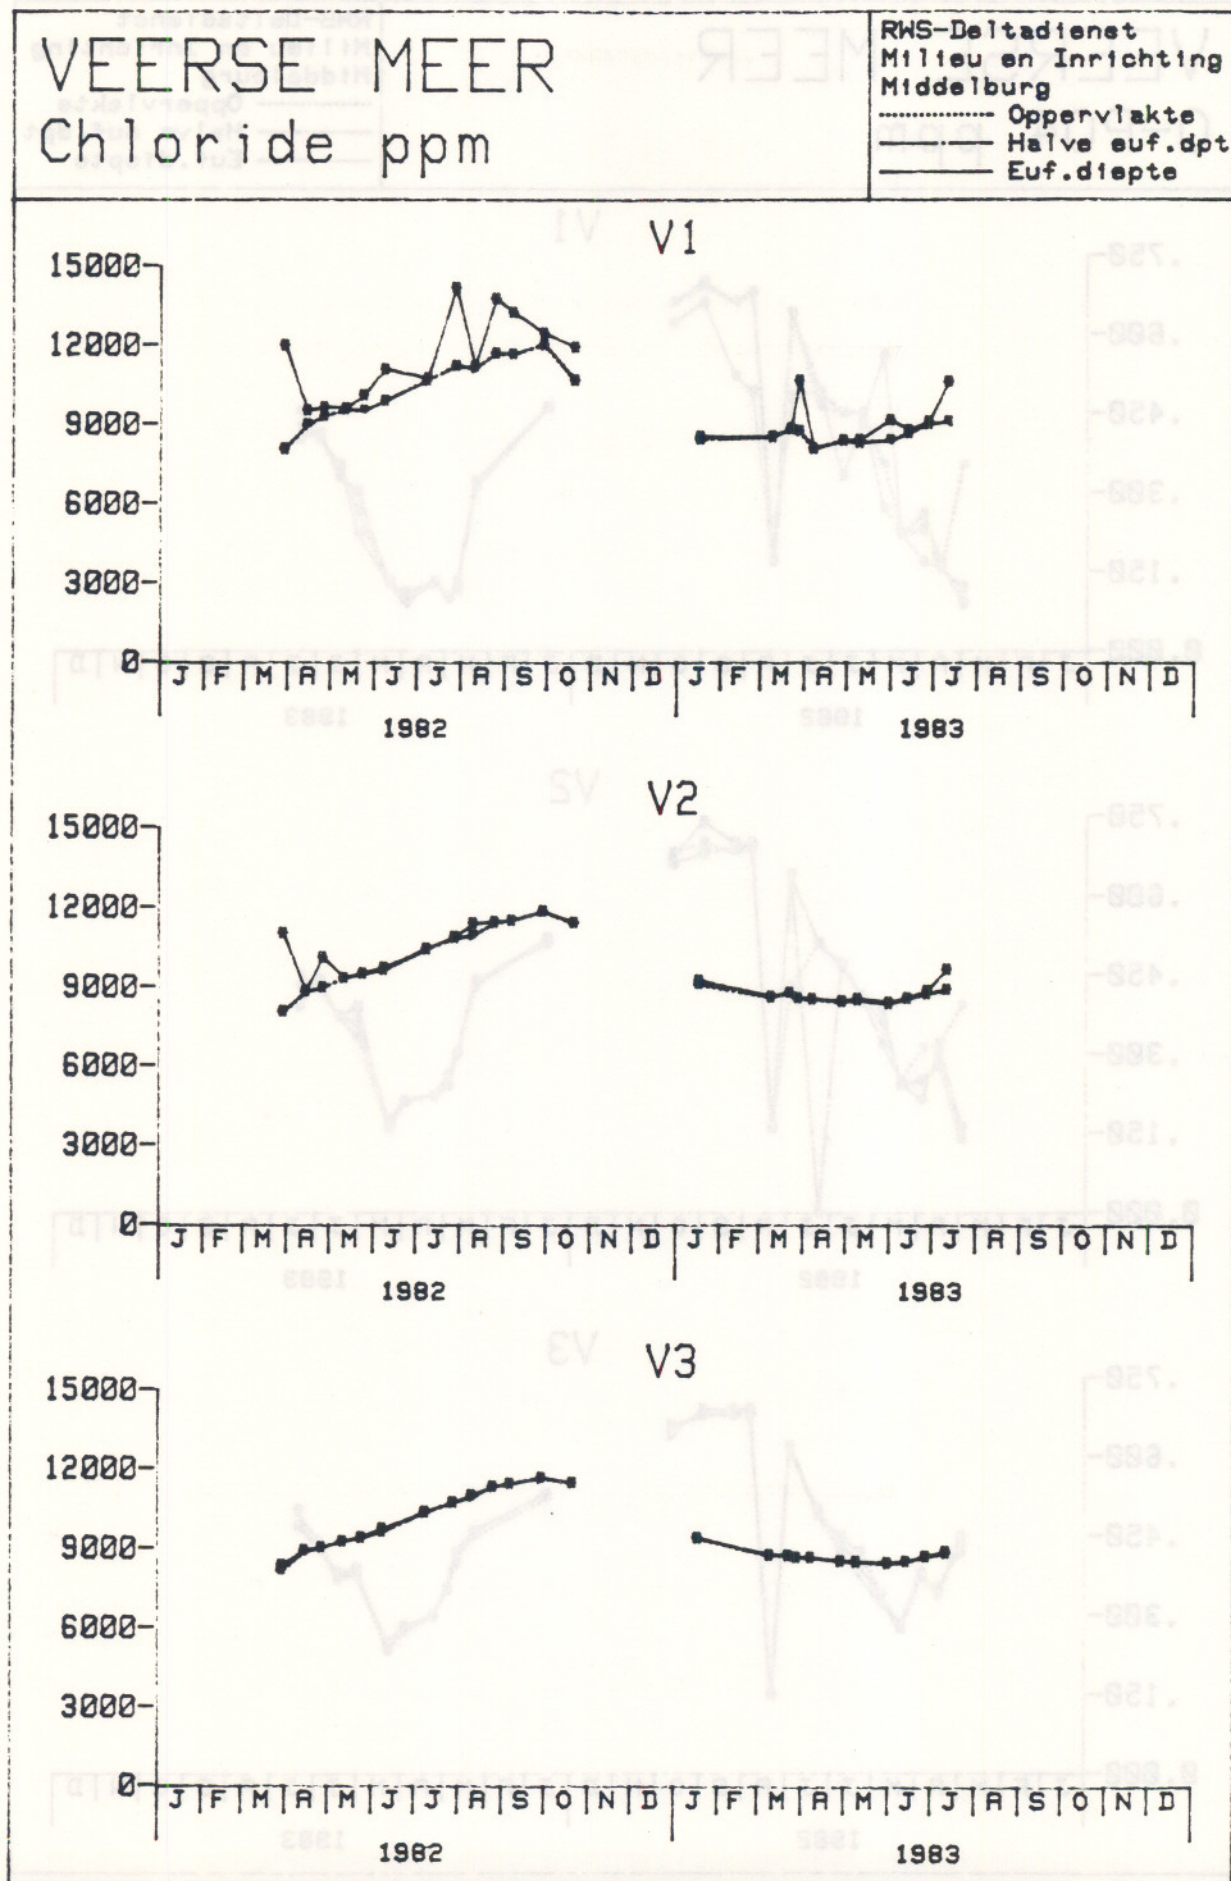 VEERSE MEER
Chloride ppm
RWS-Deltadienst
Milieu en Inrichting
Middelburg
Oppervlakte
Halve euf.dpt
Euf.diepte
V1
15000
12000
9000
6000
3000
0
J F M A M J J A S O N D J F M A M J J A S O N D
1982 1983
V2
15000
12000
9000
6000
3000
0
J F M A M J J A S O N D J F M A M J J A S O N D
1982 1983
V3
15000
12000
9000
6000
3000
0
J F M A M J J A S O N D J F M A M J J A S O N D
1982 1983